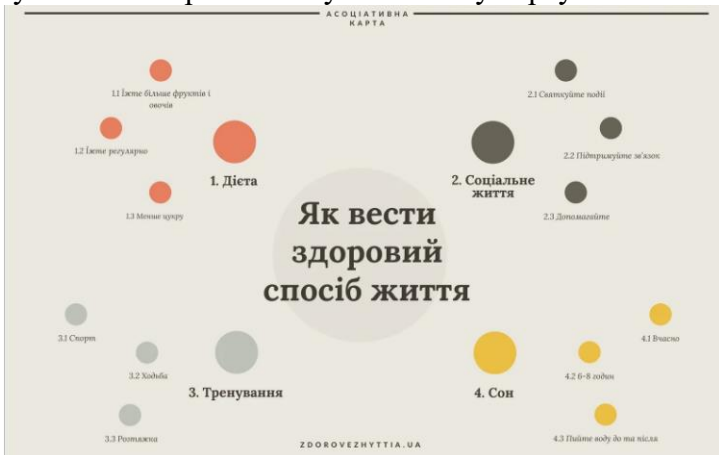 АСОЦІАТИВНА
КАРТА
1.1 Їжте більше фруктів і
овочів
1.2 Їжте регулярно
1.3 Менше цукру
1. Дієта
2.1 Святкуйте події
2.2 Підтримуйте зв'язок
2.3 Допомагайте
2. Соціальне
життя
Як вести
здоровий
спосіб життя
3.1 Спорт
3.2 Ходьба
3.3 Розтяжка
3. Тренування
4.1 Вчасно
4.2 6-8 годин
4.3 Пийте воду до та після
4. Сон
ZDOROVEZHYTTIA.UA